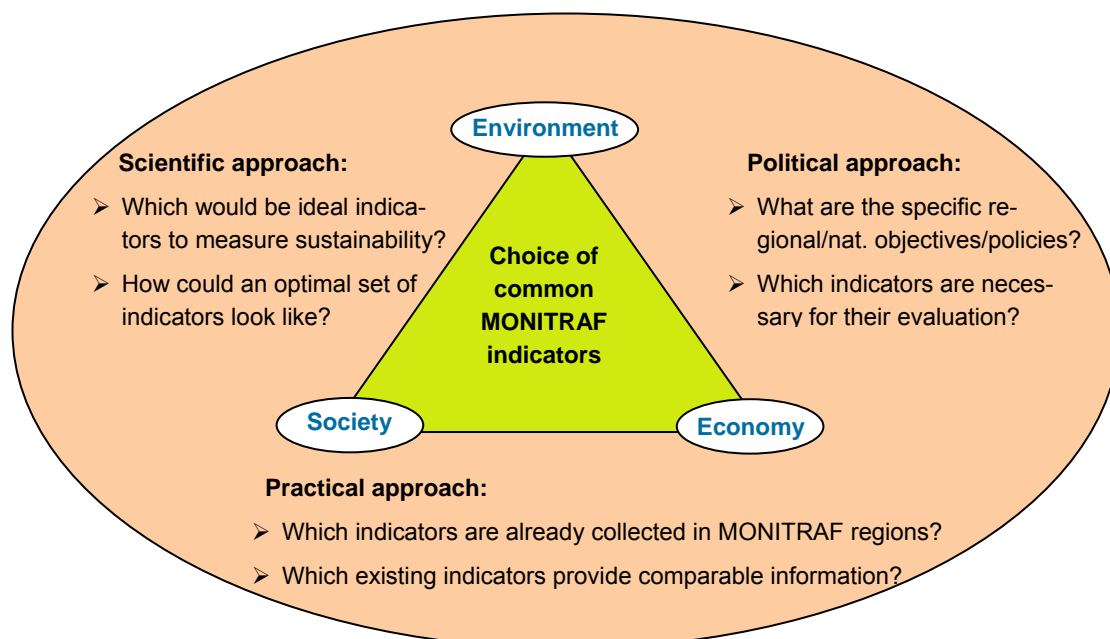 Environment
Scientific approach:
➢ Which would be ideal indica-
tors to measure sustainability?
➢ How could an optimal set of
indicators look like?
Political approach:
➢ What are the specific re-
gional/nat. objectives/policies?
➢ Which indicators are neces-
sary for their evaluation?
Choice of
common
MONITRAF
indicators
Society
Economy
Practical approach:
➢ Which indicators are already collected in MONITRAF regions?
➢ Which existing indicators provide comparable information?